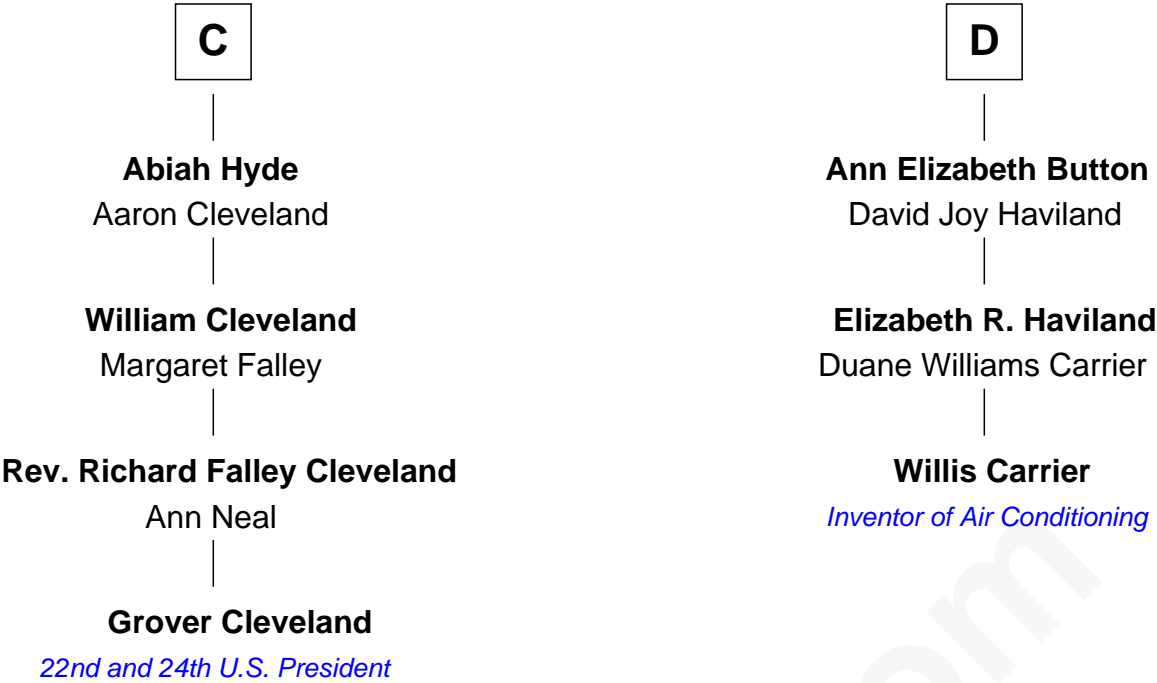 C
Abiah Hyde
Aaron Cleveland
William Cleveland
Margaret Falley
Rev. Richard Falley Cleveland
Ann Neal
Grover Cleveland
22nd and 24th U.S. President
D
Ann Elizabeth Button
David Joy Haviland
Elizabeth R. Haviland
Duane Williams Carrier
Willis Carrier
Inventor of Air Conditioning
om